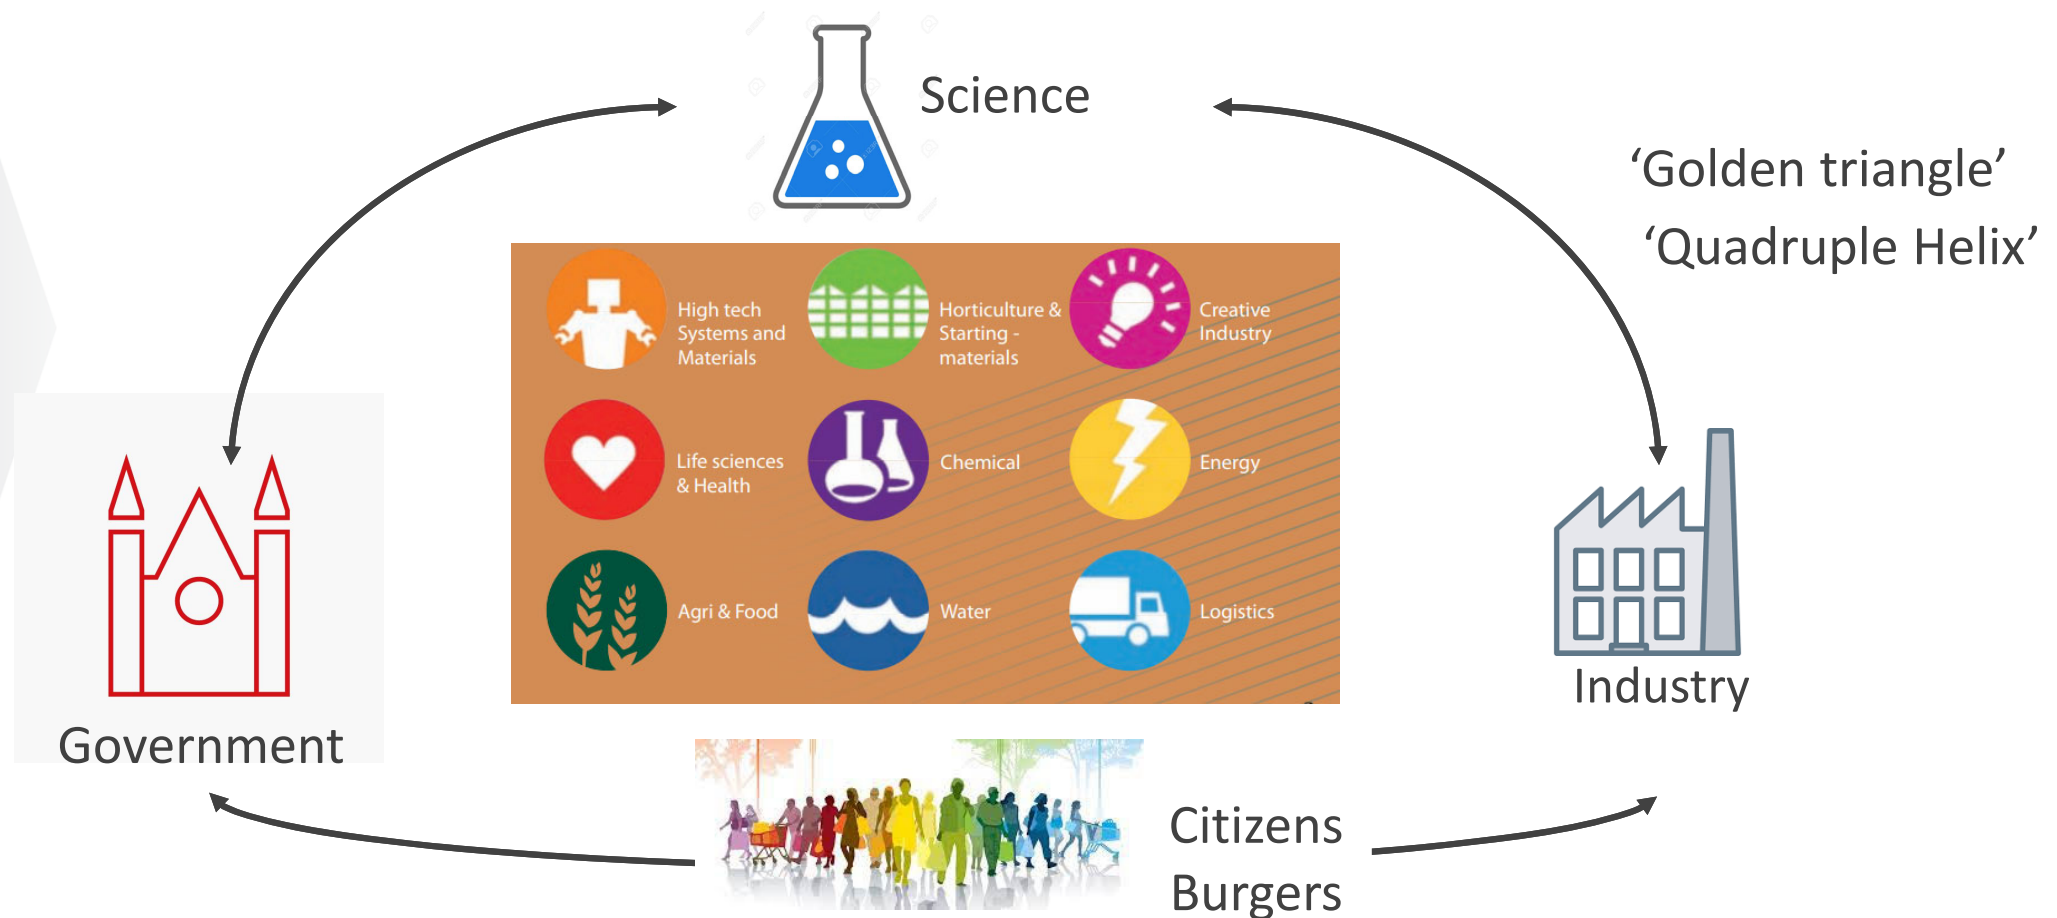 Science
‘Golden triangle’
‘Quadruple Helix’
High tech
Systems and
Materials
Horticulture &
Starting -
materials
Creative
Industry
Life sciences
& Health
Chemical
Energy
Agri & Food
Water
Logistics
Government
Industry
Citizens
Burgers